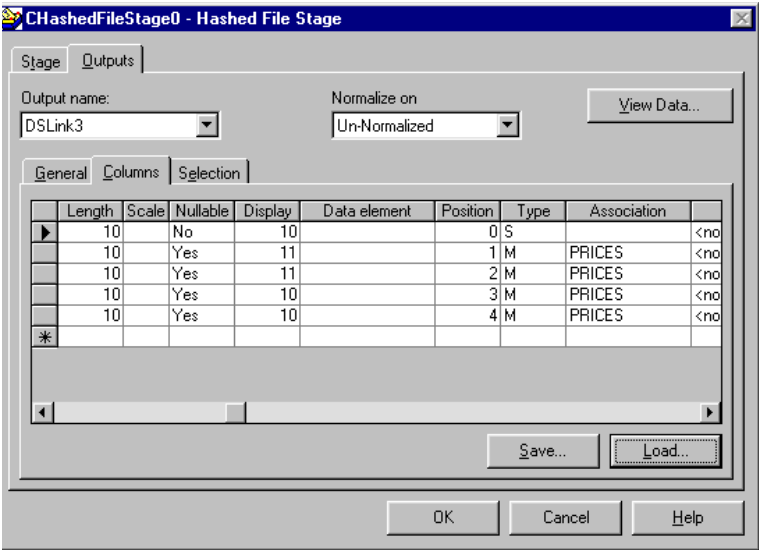 CHashedFileStage0 - Hashed File Stage
Stage Outputs
Output name: Normalize on View Data...
DSLink3 Un-Normalized
General Columns Selection
Length Scale Nullable Display Data element Position Type Association
10 No 10 0 S <no
10 Yes 11 1 M PRICES <no
10 Yes 11 2 M PRICES <no
10 Yes 10 3 M PRICES <no
10 Yes 10 4 M PRICES <no
Save... Load...
OK Cancel Help